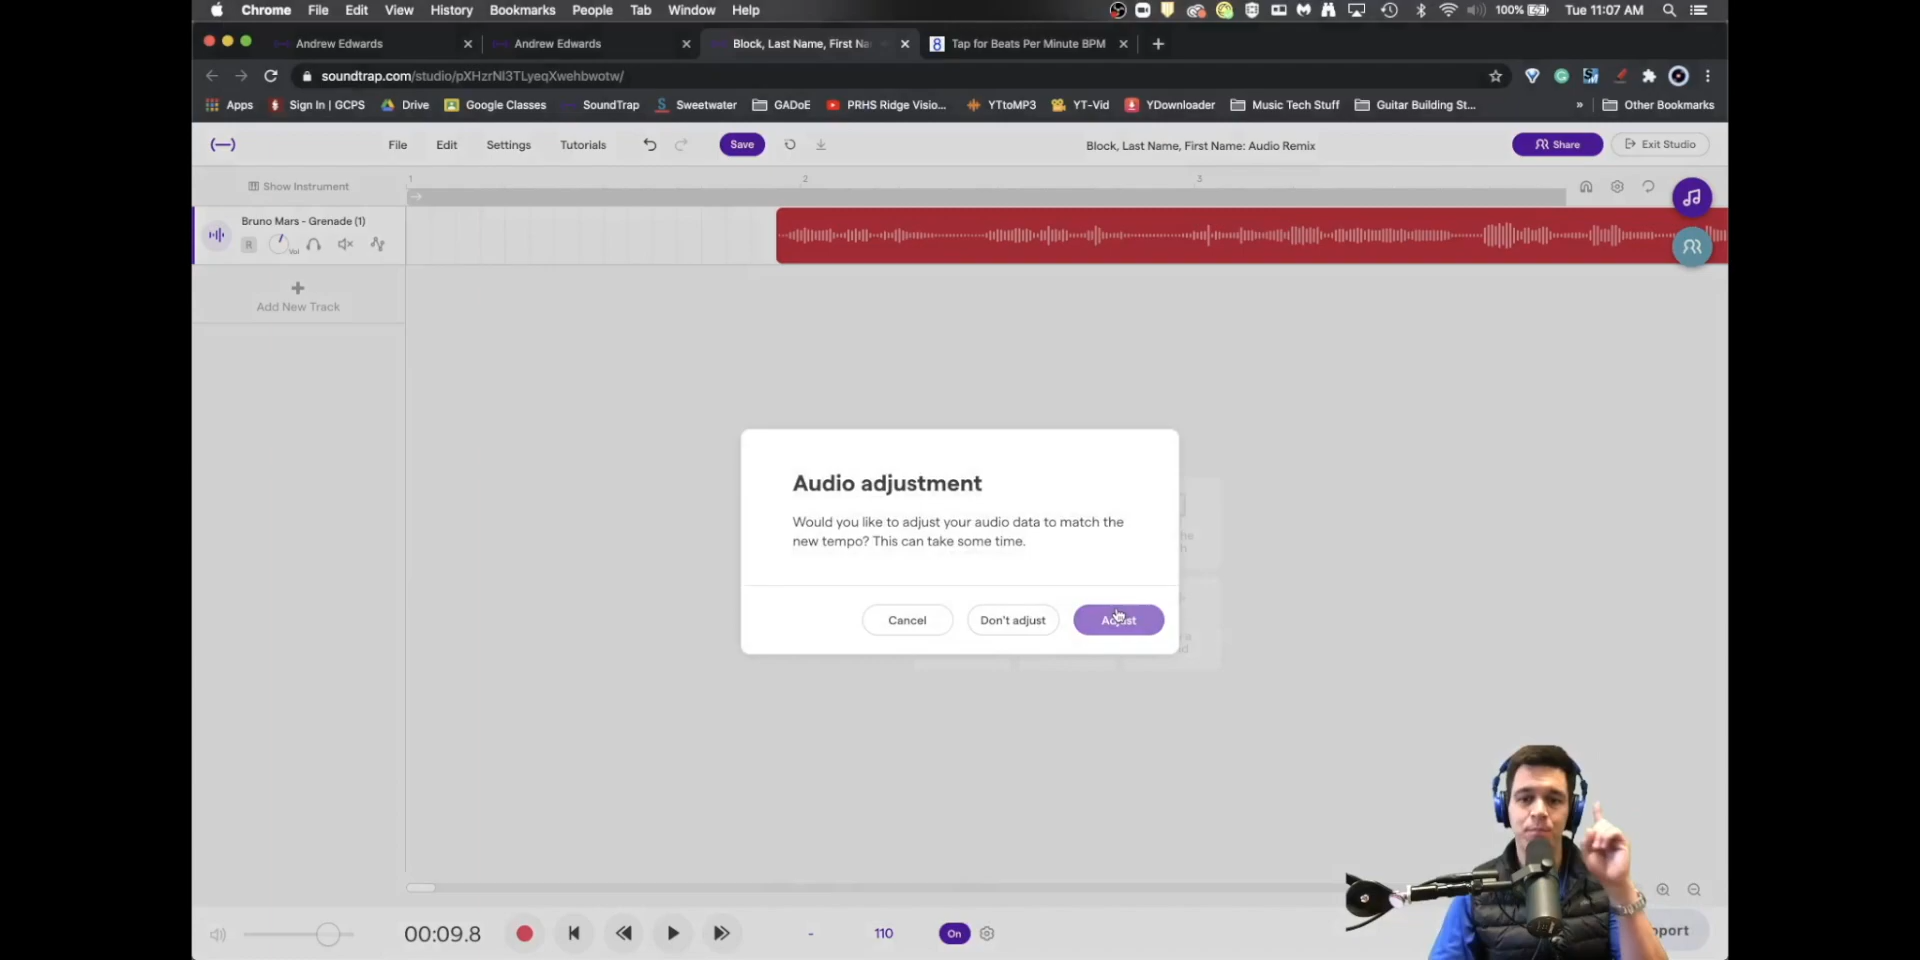 Chrome File Edit View History Bookmarks People Tab Window Help 100% Tue 11:07 AM
Andrew Edwards Andrew Edwards Block, Last Name, First Na Tap for Beats Per Minute BPM
soundtrap.com/studio/pXHzrNI3TLyeqXwehbwotw/
Apps Sign In | GCPS Drive Google Classes SoundTrap Sweetwater GADoE PRHS Ridge Visio... YTtoMP3 YT-Vid YDownloader Music Tech Stuff Guitar Building St... » Other Bookmarks
File Edit Settings Tutorials Save Block, Last Name, First Name: Audio Remix Share Exit Studio
Show Instrument 1 2 3
Bruno Mars - Grenade (1)
R Vol
Add New Track
Audio adjustment
Would you like to adjust your audio data to match the
new tempo? This can take some time.
Cancel Don't adjust Adjust
00:09.8 - 110 On